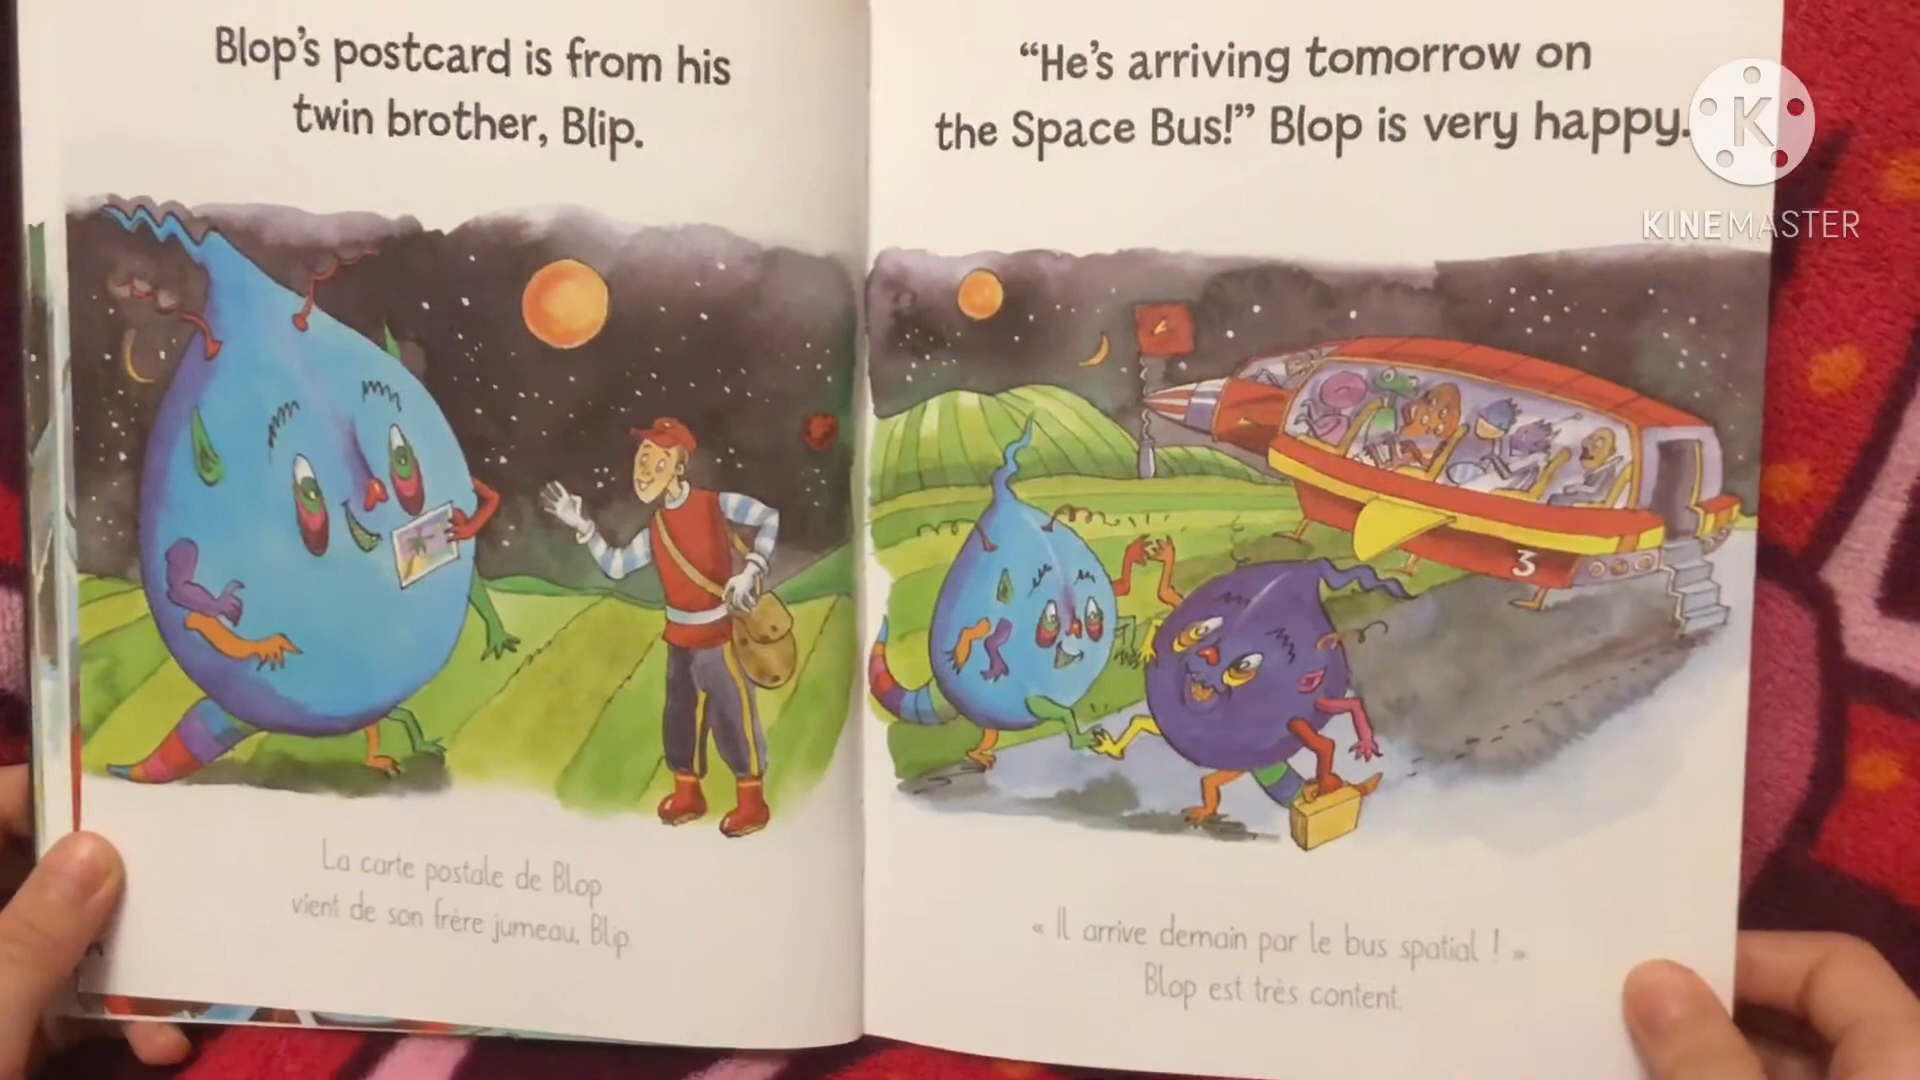 Blop's postcard is from his
twin brother, Blip.
La carte postale de Blop
vient de son frère jumeau, Blip.
“He's arriving tomorrow on
the Space Bus!” Blop is very happy.
3
« Il arrive demain par le bus spatial ! »
Blop est très content.
K
KINEMASTER